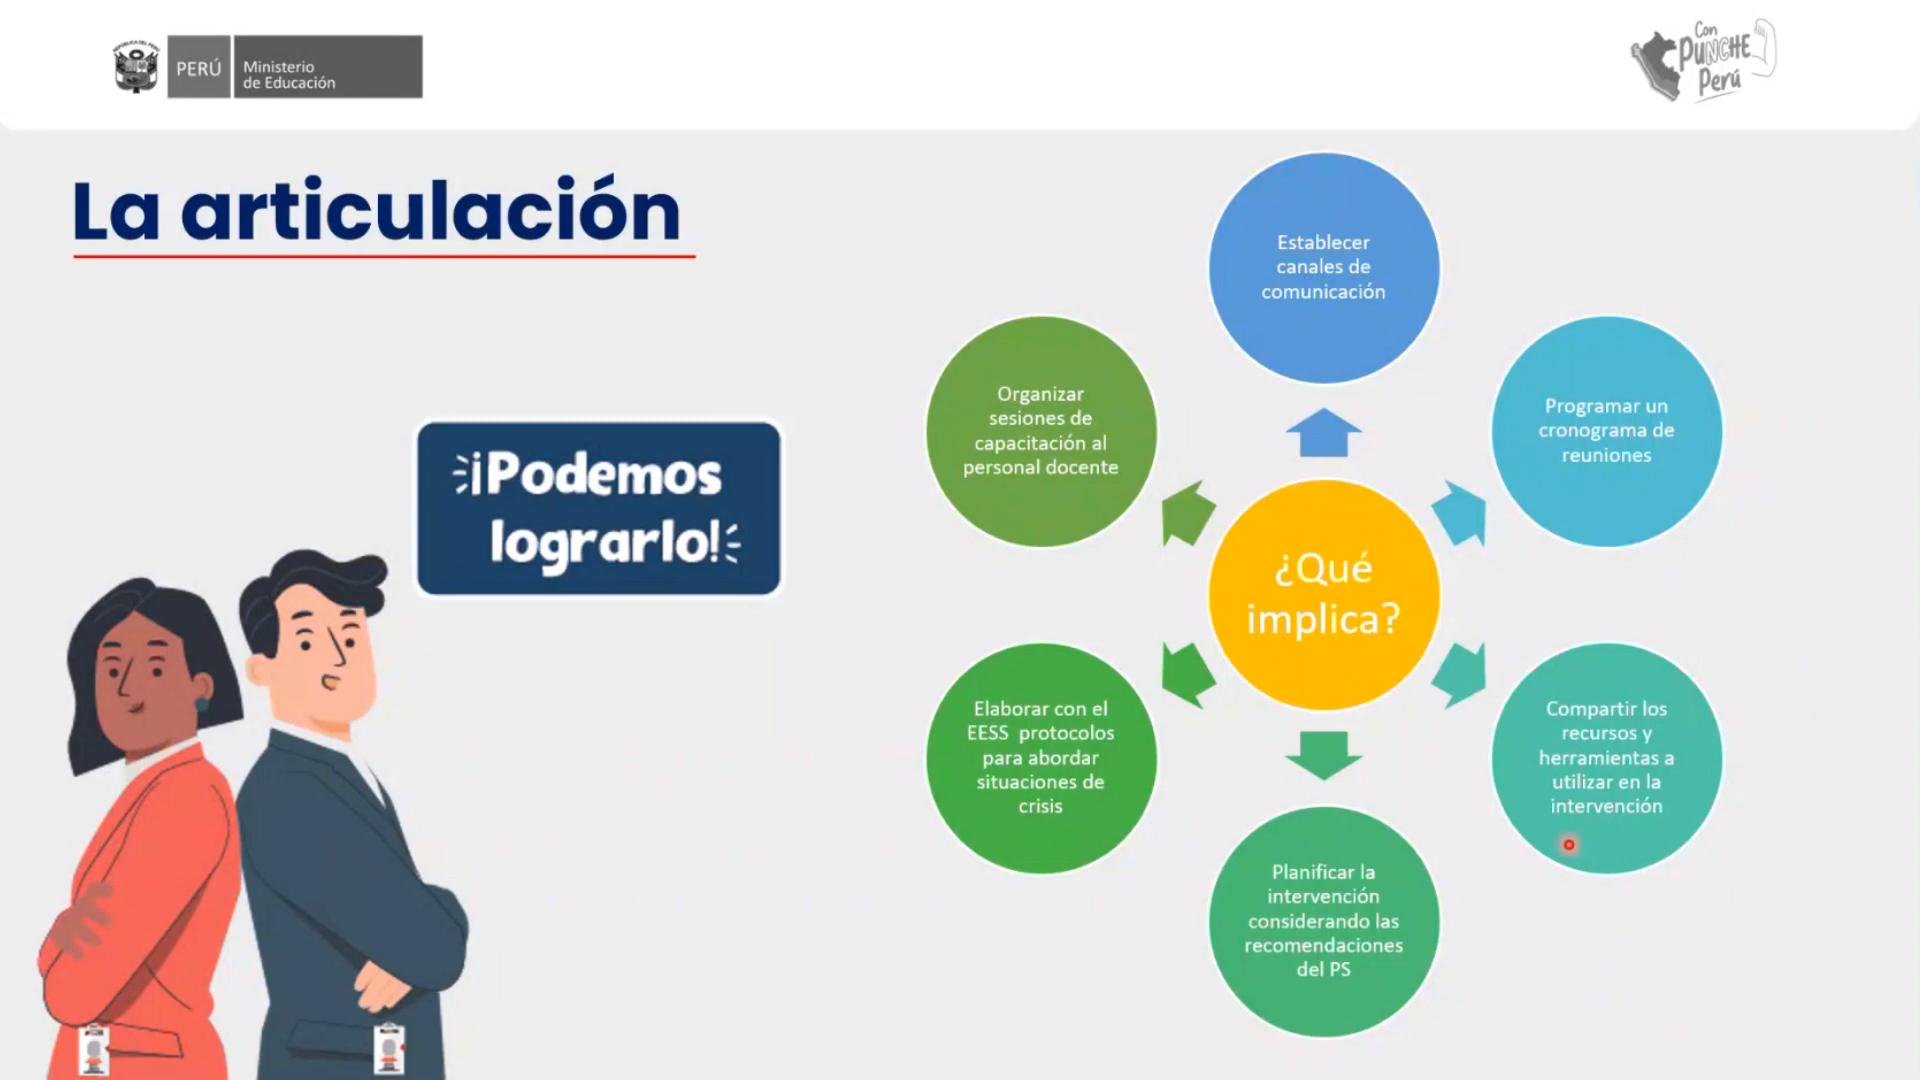 PERÚ
Ministerio
de Educación
Con
PUNCHE
Perú
La articulación
¡Podemos
lograrlo!
¿Qué
implica?
Establecer
canales de
comunicación
Programar un
cronograma de
reuniones
Compartir los
recursos y
herramientas a
utilizar en la
intervención
Planificar la
intervención
considerando las
recomendaciones
del PS
Elaborar con el
EESS protocolos
para abordar
situaciones de
crisis
Organizar
sesiones de
capacitación al
personal docente